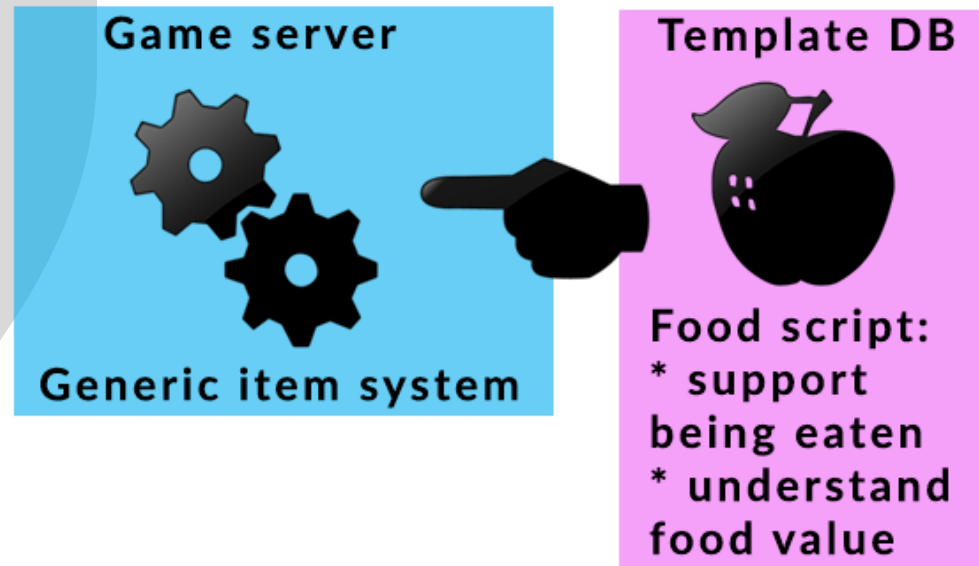 Game server
Generic item system
Template DB
Food script:
* support
being eaten
* understand
food value